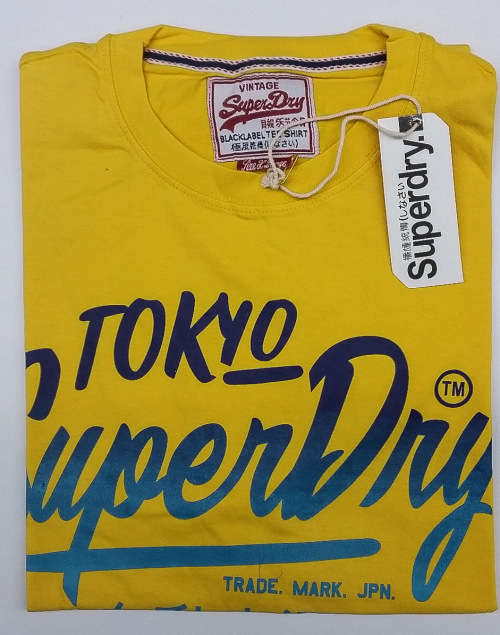 VINTAGE
SuperDry
BLACKLABEL TEE SHIRT
Superdry.
TOKYO
SuperDry
TM
TRADE. MARK. JPN.